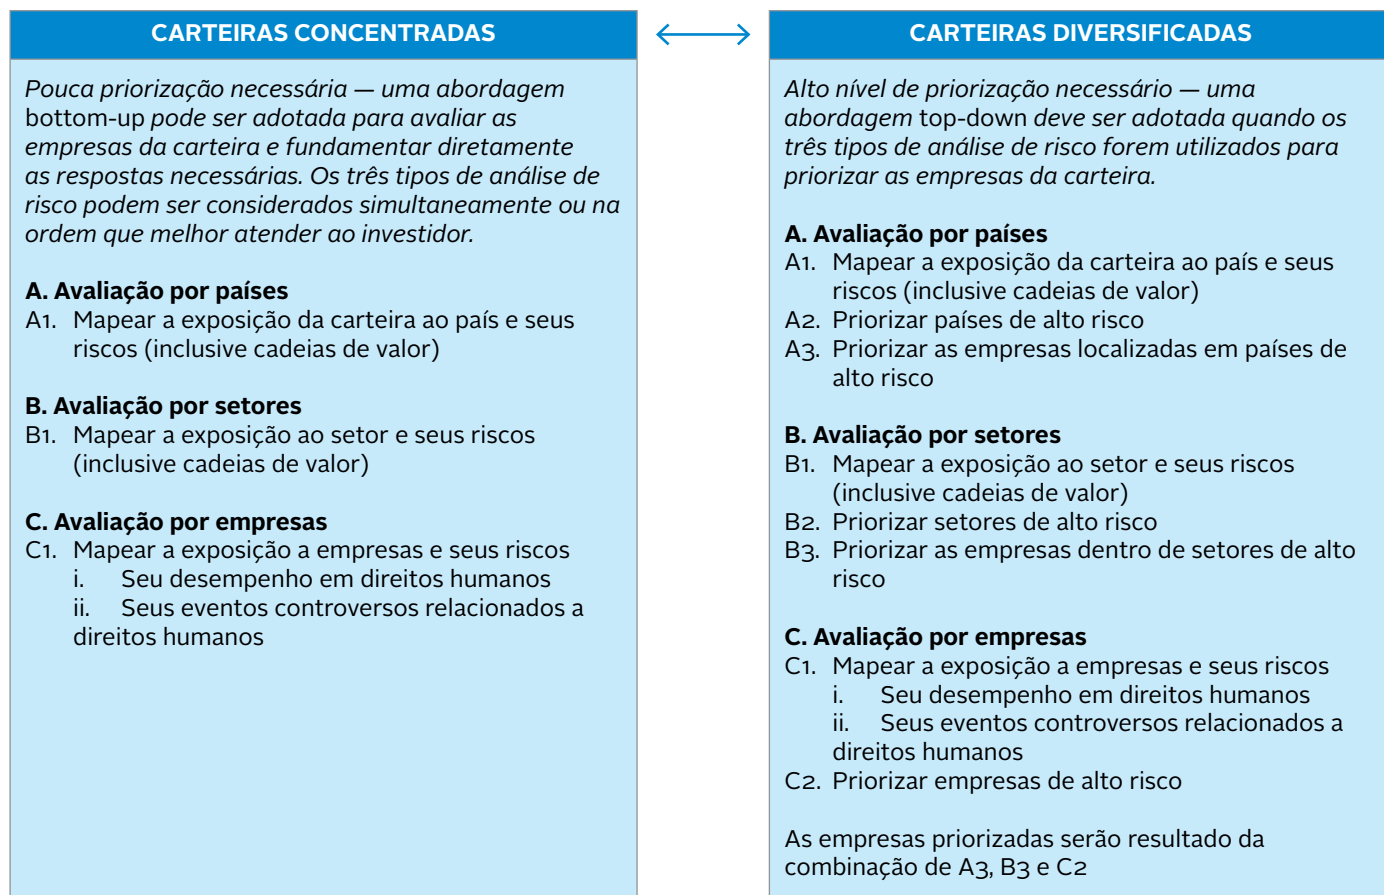 CARTEIRAS CONCENTRADAS
Pouca priorização necessária — uma abordagem
bottom-up pode ser adotada para avaliar as
empresas da carteira e fundamentar diretamente
as respostas necessárias. Os três tipos de análise de
risco podem ser considerados simultaneamente ou na
ordem que melhor atender ao investidor.
A. Avaliação por países
A1. Mapear a exposição da carteira ao país e seus
riscos (inclusive cadeias de valor)
B. Avaliação por setores
B1. Mapear a exposição ao setor e seus riscos
(inclusive cadeias de valor)
C. Avaliação por empresas
C1. Mapear a exposição a empresas e seus riscos
i. Seu desempenho em direitos humanos
ii. Seus eventos controversos relacionados a
direitos humanos
CARTEIRAS DIVERSIFICADAS
Alto nível de priorização necessário — uma
abordagem top-down deve ser adotada quando os
três tipos de análise de risco forem utilizados para
priorizar as empresas da carteira.
A. Avaliação por países
A1. Mapear a exposição da carteira ao país e seus
riscos (inclusive cadeias de valor)
A2. Priorizar países de alto risco
A3. Priorizar as empresas localizadas em países de
alto risco
B. Avaliação por setores
B1. Mapear a exposição ao setor e seus riscos
(inclusive cadeias de valor)
B2. Priorizar setores de alto risco
B3. Priorizar as empresas dentro de setores de alto
risco
C. Avaliação por empresas
C1. Mapear a exposição a empresas e seus riscos
i. Seu desempenho em direitos humanos
ii. Seus eventos controversos relacionados a
direitos humanos
C2. Priorizar empresas de alto risco
As empresas priorizadas serão resultado da
combinação de A3, B3 e C2